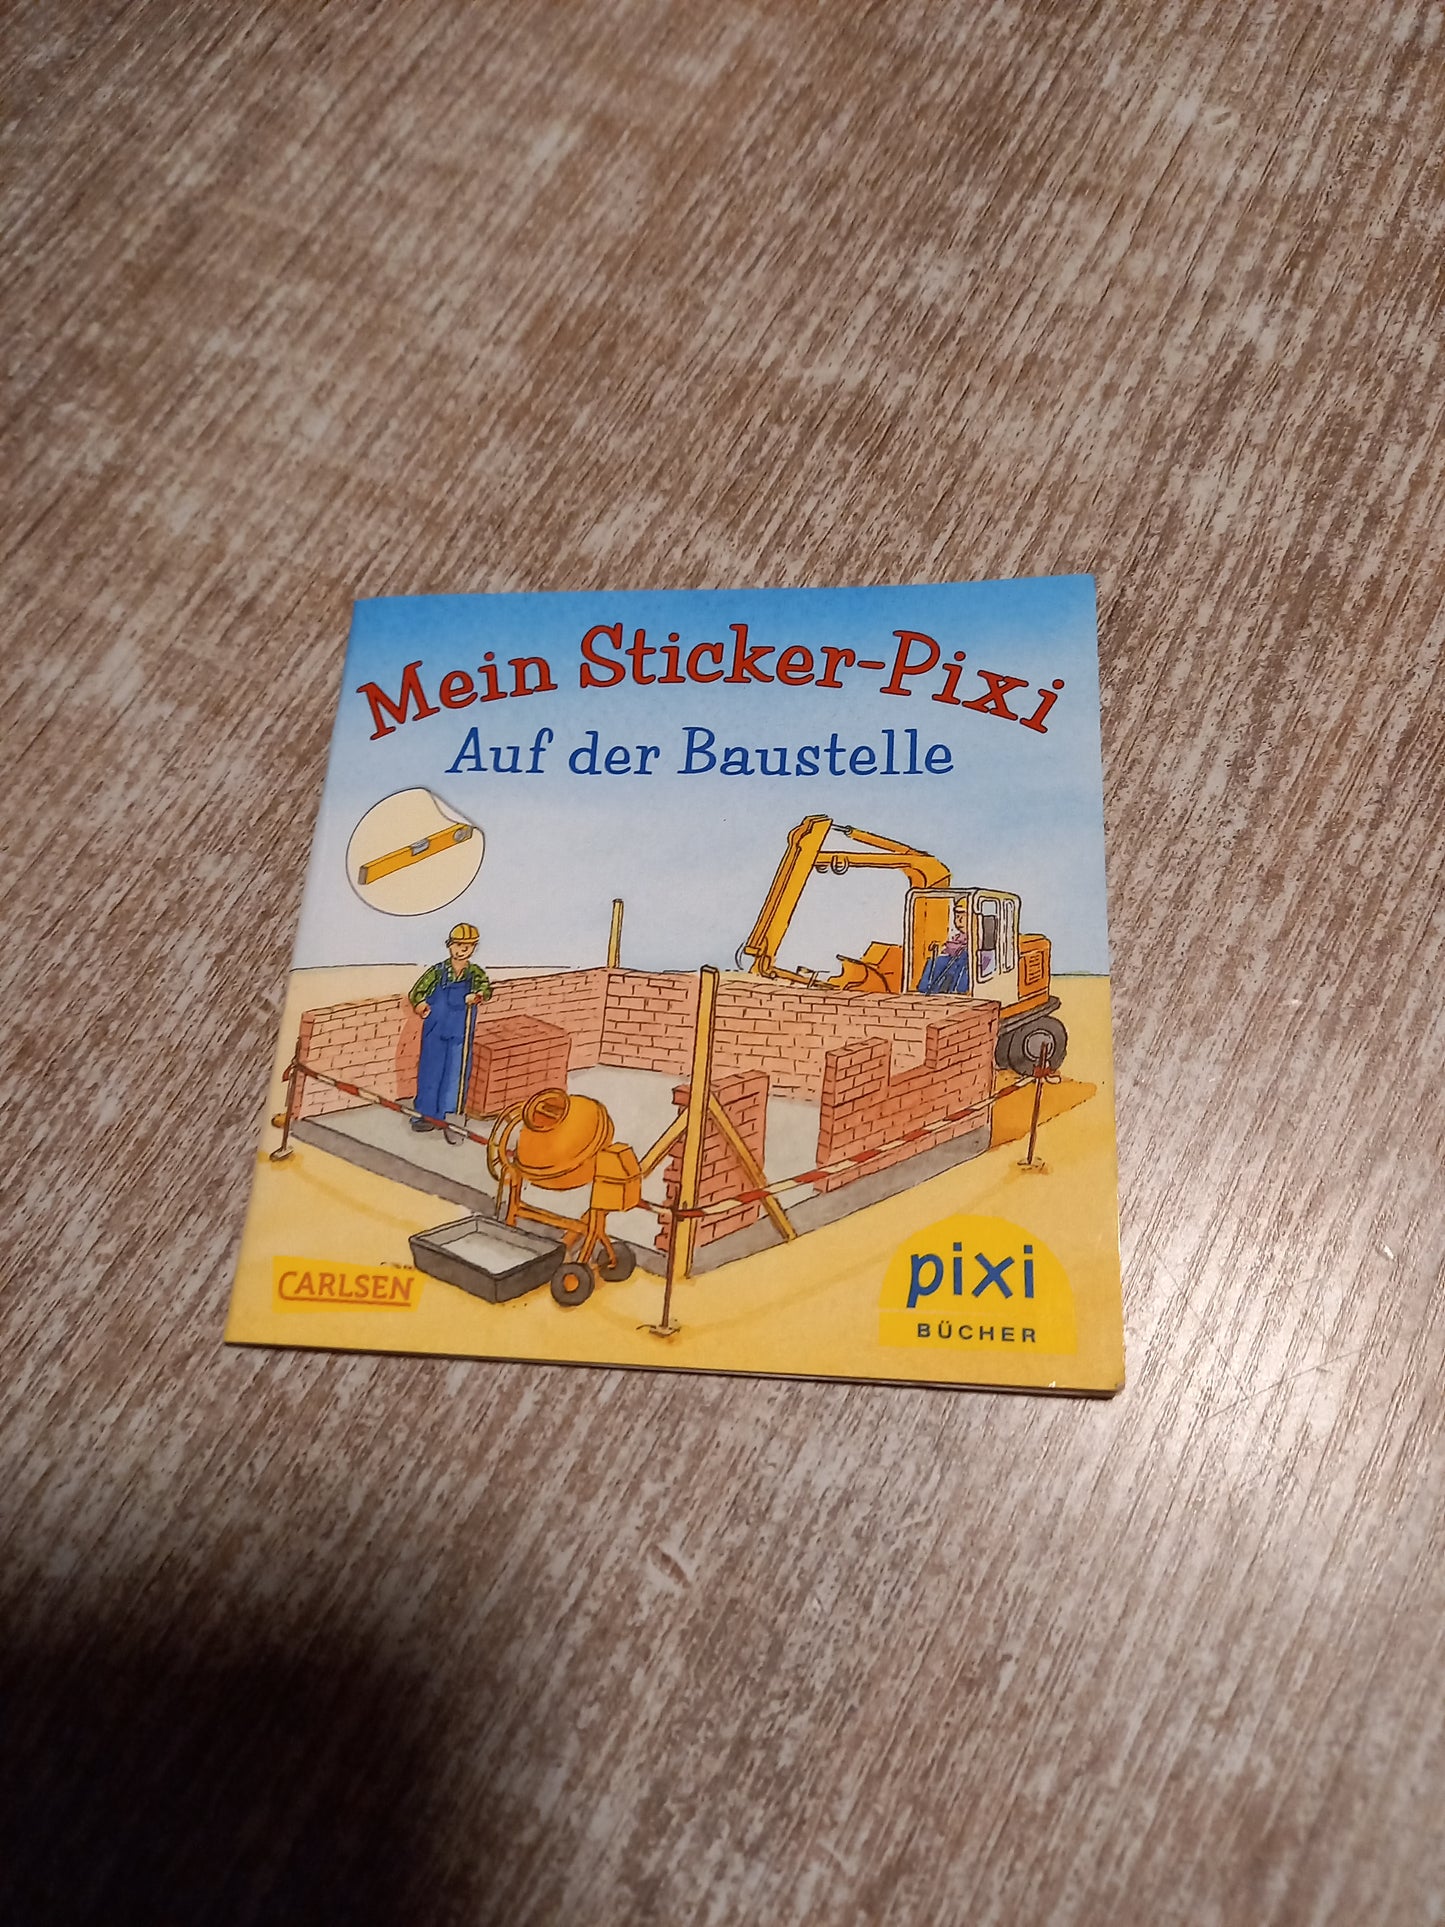 Mein Sticker-Pixi
Auf der Baustelle
CARLSEN
pixi
BÜCHER